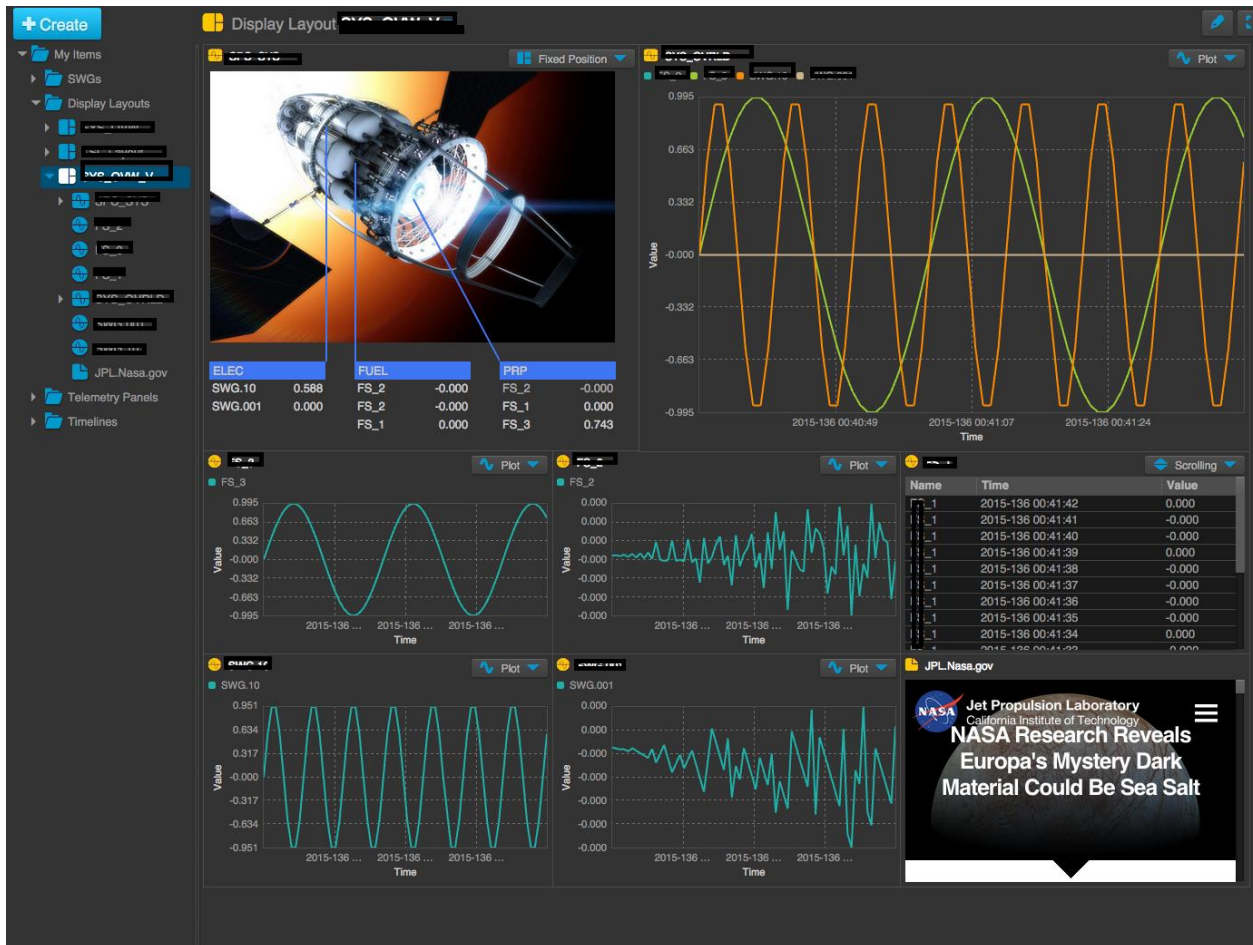 Create
Display Layout
My Items
SWGs
Display Layouts
JPL.Nasa.gov
Telemetry Panels
Timelines
Fixed Position
ELEC FUEL PRP
SWG.10 0.588 FS_2 -0.000 FS_2 -0.000
SWG.001 0.000 FS_2 -0.000 FS_1 0.000
FS_1 0.000 FS_3 0.743
Plot
0.995
0.663
0.332
-0.000
-0.332
-0.663
-0.995
Value
2015-136 00:40:49 2015-136 00:41:07 2015-136 00:41:24
Time
Plot
FS_3
0.995
0.663
0.332
-0.000
-0.332
-0.663
-0.995
Value
2015-136 ... 2015-136 ... 2015-136 ...
Time
Plot
FS_2
0.000
0.000
0.000
-0.000
-0.000
-0.000
-0.000
Value
2015-136 ... 2015-136 ... 2015-136 ...
Time
Scrolling
Name Time Value
_1 2015-136 00:41:42 0.000
_1 2015-136 00:41:41 -0.000
_1 2015-136 00:41:40 -0.000
_1 2015-136 00:41:39 0.000
_1 2015-136 00:41:38 -0.000
_1 2015-136 00:41:37 -0.000
_1 2015-136 00:41:36 -0.000
_1 2015-136 00:41:35 -0.000
_1 2015-136 00:41:34 0.000
Plot
SWG.10
0.951
0.634
0.317
-0.000
-0.317
-0.634
-0.951
Value
2015-136 ... 2015-136 ... 2015-136 ...
Time
Plot
SWG.001
0.000
0.000
-0.000
-0.000
-0.000
-0.000
-0.000
Value
2015-136 ... 2015-136 ... 2015-136 ...
Time
JPL.Nasa.gov
NASA
Jet Propulsion Laboratory
California Institute of Technology
NASA Research Reveals
Europa's Mystery Dark
Material Could Be Sea Salt